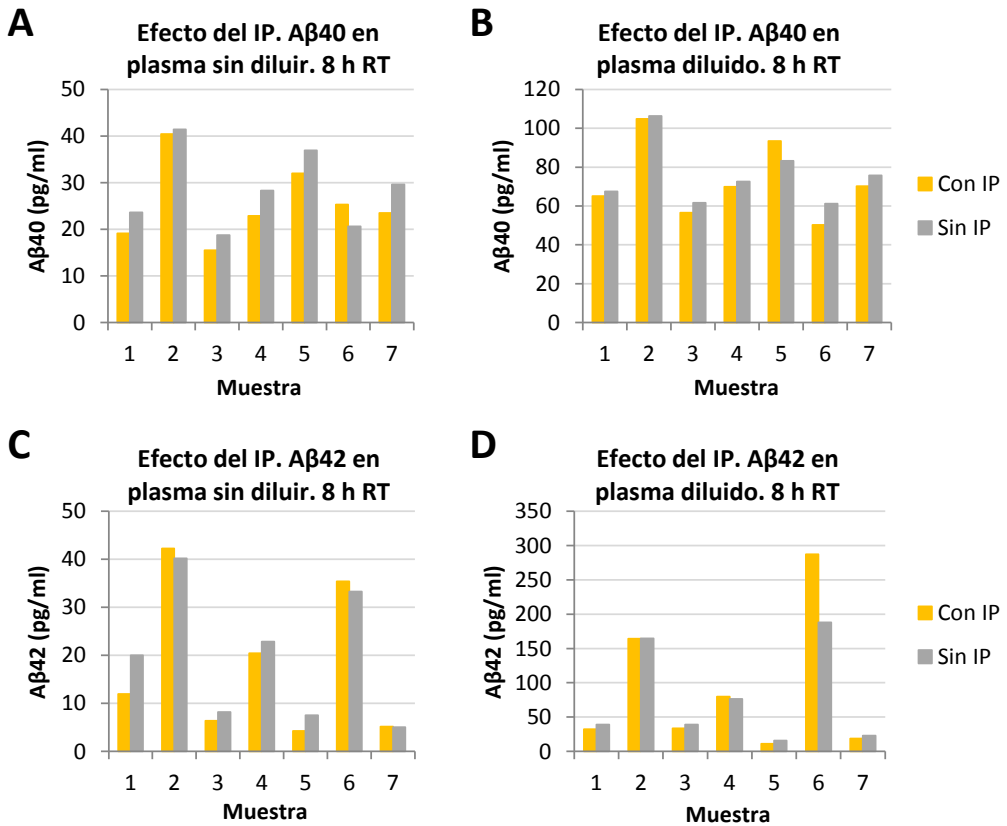 A
Efecto del IP. Aβ40 en
plasma sin diluir. 8 h RT
50
40
30
20
10
0
Aβ40 (pg/ml)
1 2 3 4 5 6 7
Muestra
B
Efecto del IP. Aβ40 en
plasma diluido. 8 h RT
120
100
80
60
40
20
0
Aβ40 (pg/ml)
1 2 3 4 5 6 7
Muestra
Con IP
Sin IP
C
Efecto del IP. Aβ42 en
plasma sin diluir. 8 h RT
50
40
30
20
10
0
Aβ42 (pg/ml)
1 2 3 4 5 6 7
Muestra
D
Efecto del IP. Aβ42 en
plasma diluido. 8 h RT
350
300
250
200
150
100
50
0
Aβ42 (pg/ml)
1 2 3 4 5 6 7
Muestra
Con IP
Sin IP